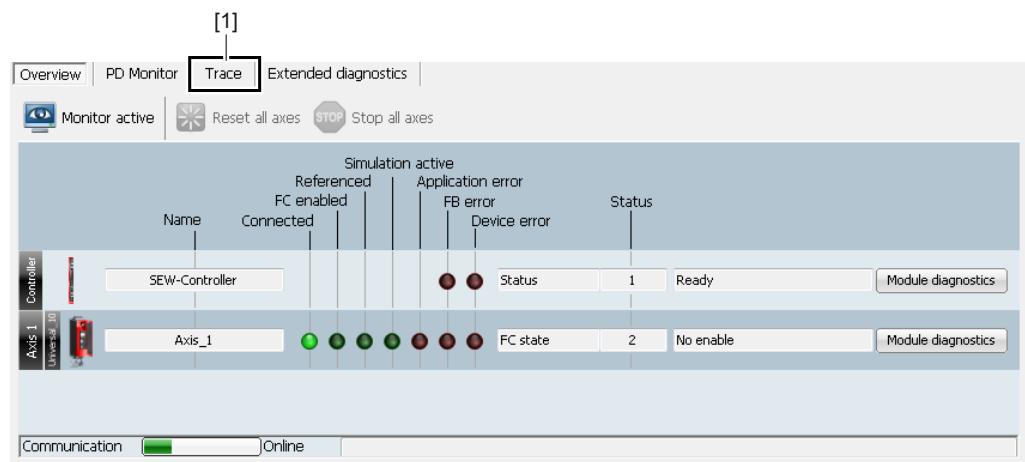 [1]
Overview PD Monitor Trace Extended diagnostics
Monitor active Reset all axes STOP Stop all axes
Simulation active
Referenced Application error
FC enabled FB error Status
Name Connected Device error
Controller SEW-Controller Status 1 Ready Module diagnostics
Axis 1 Universal_10 Axis_1 FC state 2 No enable Module diagnostics
Communication Online